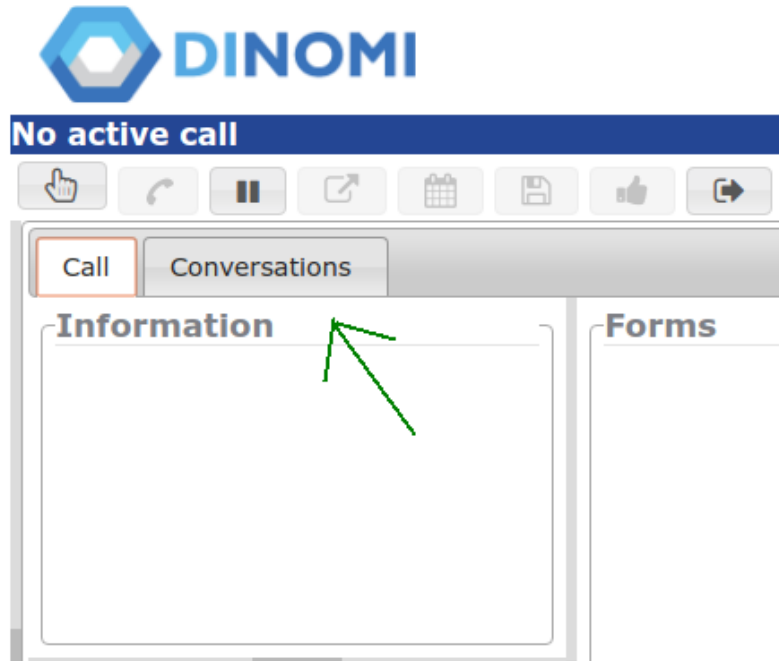 DINOMI
No active call
Call Conversations
Information Forms